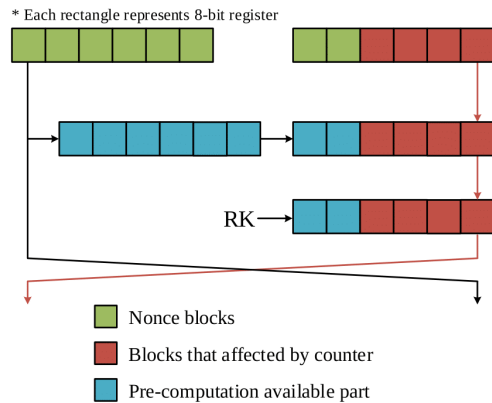 * Each rectangle represents 8-bit register
RK
Nonce blocks
Blocks that affected by counter
Pre-computation available part